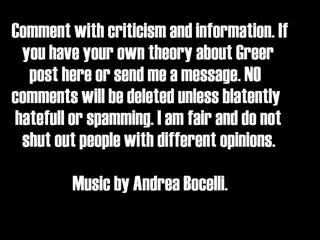 Comment with criticism and information. If
you have your own theory about Greer
post here or send me a message. NO
comments will be deleted unless blatently
hatefull or spamming. I am fair and do not
shut out people with different opinions.
Music by Andrea Bocelli.